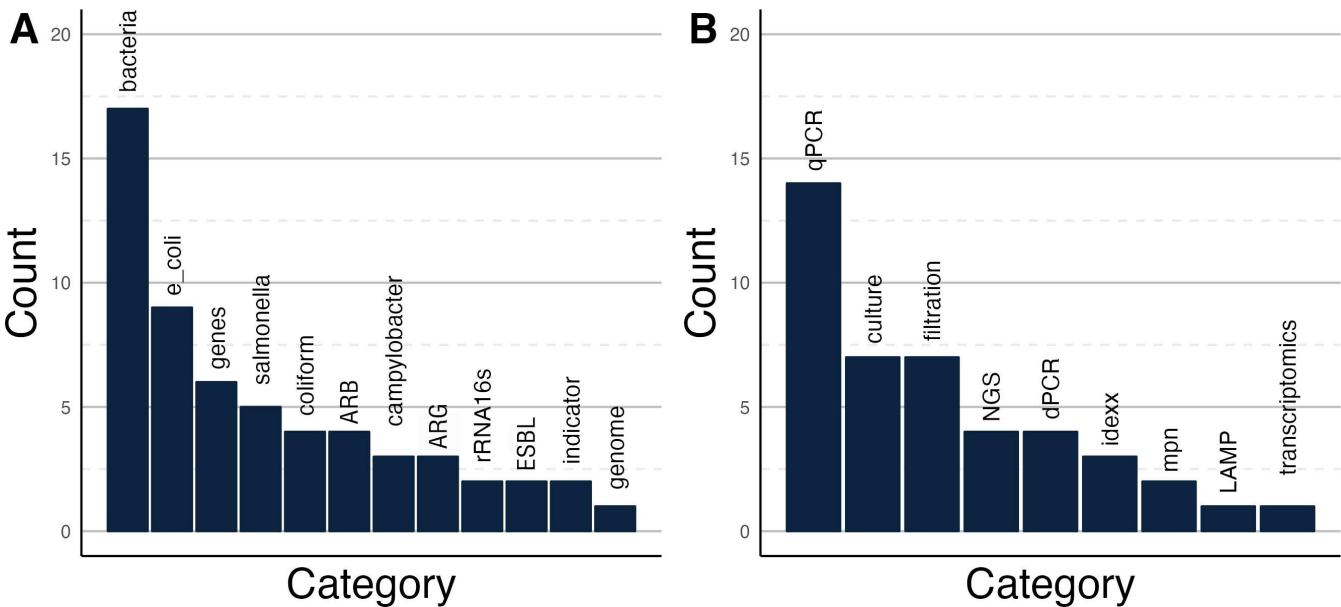 A
Count
20
15
10
5
0
bacteria
e_coli
genes
salmonella
coliform
ARB
campylobacter
ARG
rRNA16s
ESBL
indicator
genome
Category
B
Count
20
15
10
5
0
qPCR
culture
filtration
NGS
dPCR
idexx
mpn
LAMP
transcriptomics
Category